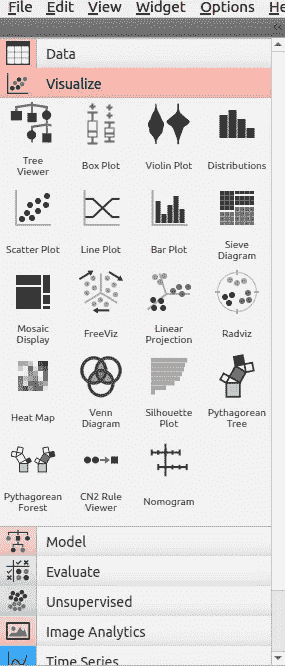 File Edit View Widget Options
Data
Visualize
Tree Viewer Box Plot Violin Plot Distributions
Scatter Plot Line Plot Bar Plot Sieve Diagram
Mosaic Display FreeViz Linear Projection Radviz
Heat Map Venn Diagram Silhouette Plot Pythagorean Tree
Pythagorean Forest CN2 Rule Viewer Nomogram
Model
Evaluate
Unsupervised
Image Analytics
Time Series